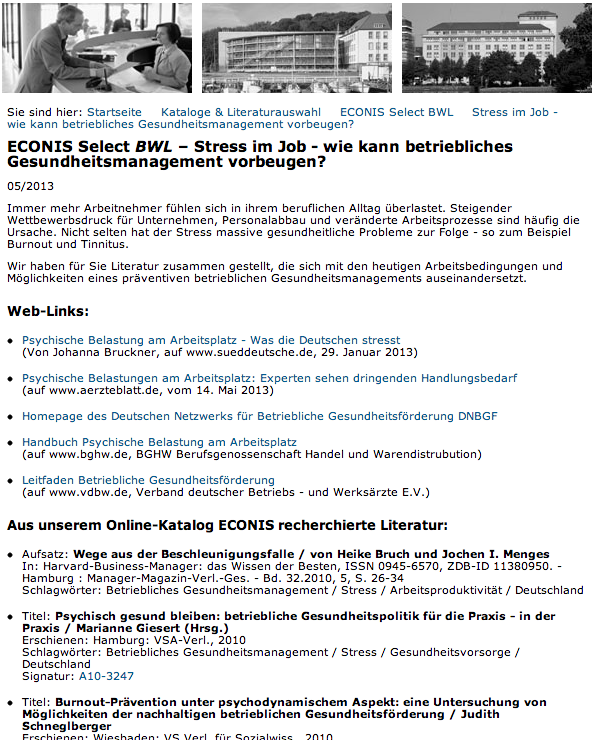 Sie sind hier: Startseite Kataloge & Literaturauswahl ECONIS Select BWL Stress im Job -
wie kann betriebliches Gesundheitsmanagement vorbeugen?
ECONIS Select BWL – Stress im Job - wie kann betriebliches
Gesundheitsmanagement vorbeugen?
05/2013
Immer mehr Arbeitnehmer fühlen sich in ihrem beruflichen Alltag überlastet. Steigender
Wettbewerbsdruck für Unternehmen, Personalabbau und veränderte Arbeitsprozesse sind häufig die
Ursache. Nicht selten hat der Stress massive gesundheitliche Probleme zur Folge - so zum Beispiel
Burnout und Tinnitus.
Wir haben für Sie Literatur zusammen gestellt, die sich mit den heutigen Arbeitsbedingungen und
Möglichkeiten eines präventiven betrieblichen Gesundheitsmanagements auseinandersetzt.
Web-Links:
Psychische Belastung am Arbeitsplatz - Was die Deutschen stresst
(Von Johanna Bruckner, auf www.sueddeutsche.de, 29. Januar 2013)
Psychische Belastungen am Arbeitsplatz: Experten sehen dringenden Handlungsbedarf
(auf www.aerzteblatt.de, vom 14. Mai 2013)
Homepage des Deutschen Netzwerks für Betriebliche Gesundheitsförderung DNBGF
Handbuch Psychische Belastung am Arbeitsplatz
(auf www.bghw.de, BGHW Berufsgenossenschaft Handel und Warendistrubution)
Leitfaden Betriebliche Gesundheitsförderung
(auf www.vdbw.de, Verband deutscher Betriebs - und Werksärzte E.V.)
Aus unserem Online-Katalog ECONIS recherchierte Literatur:
Aufsatz: Wege aus der Beschleunigungsfalle / von Heike Bruch und Jochen I. Menges
In: Harvard-Business-Manager: das Wissen der Besten, ISSN 0945-6570, ZDB-ID 11380950. -
Hamburg : Manager-Magazin-Verl.-Ges. - Bd. 32.2010, 5, S. 26-34
Schlagwörter: Betriebliches Gesundheitsmanagement / Stress / Arbeitsproduktivität / Deutschland
Titel: Psychisch gesund bleiben: betriebliche Gesundheitspolitik für die Praxis - in der
Praxis / Marianne Giesert (Hrsg.)
Erschienen: Hamburg: VSA-Verl., 2010
Schlagwörter: Betriebliches Gesundheitsmanagement / Stress / Gesundheitsvorsorge /
Deutschland
Signatur: A10-3247
Titel: Burnout-Prävention unter psychodynamischem Aspekt: eine Untersuchung von
Möglichkeiten der nachhaltigen betrieblichen Gesundheitsförderung / Judith
Schneglberger
Erschienen: Wiesbaden: VS Verl. für Sozialwiss., 2010